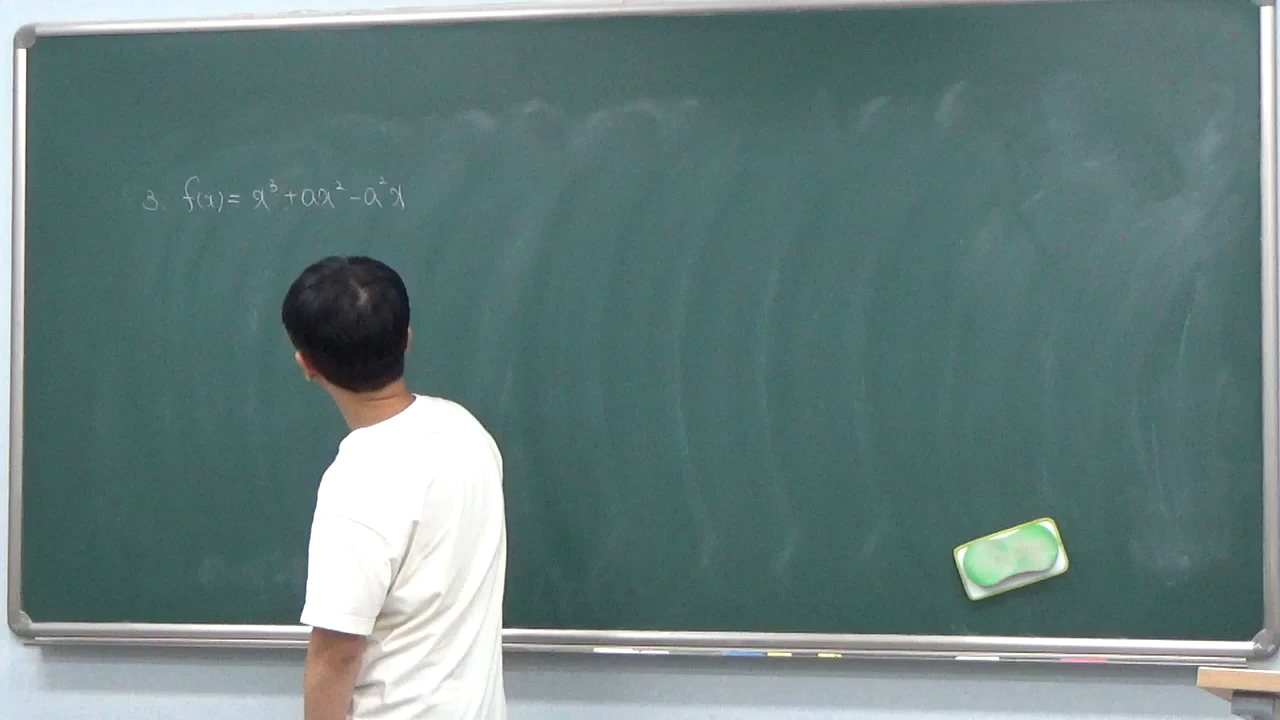 3. f(x) = x³ + ax² - a²x